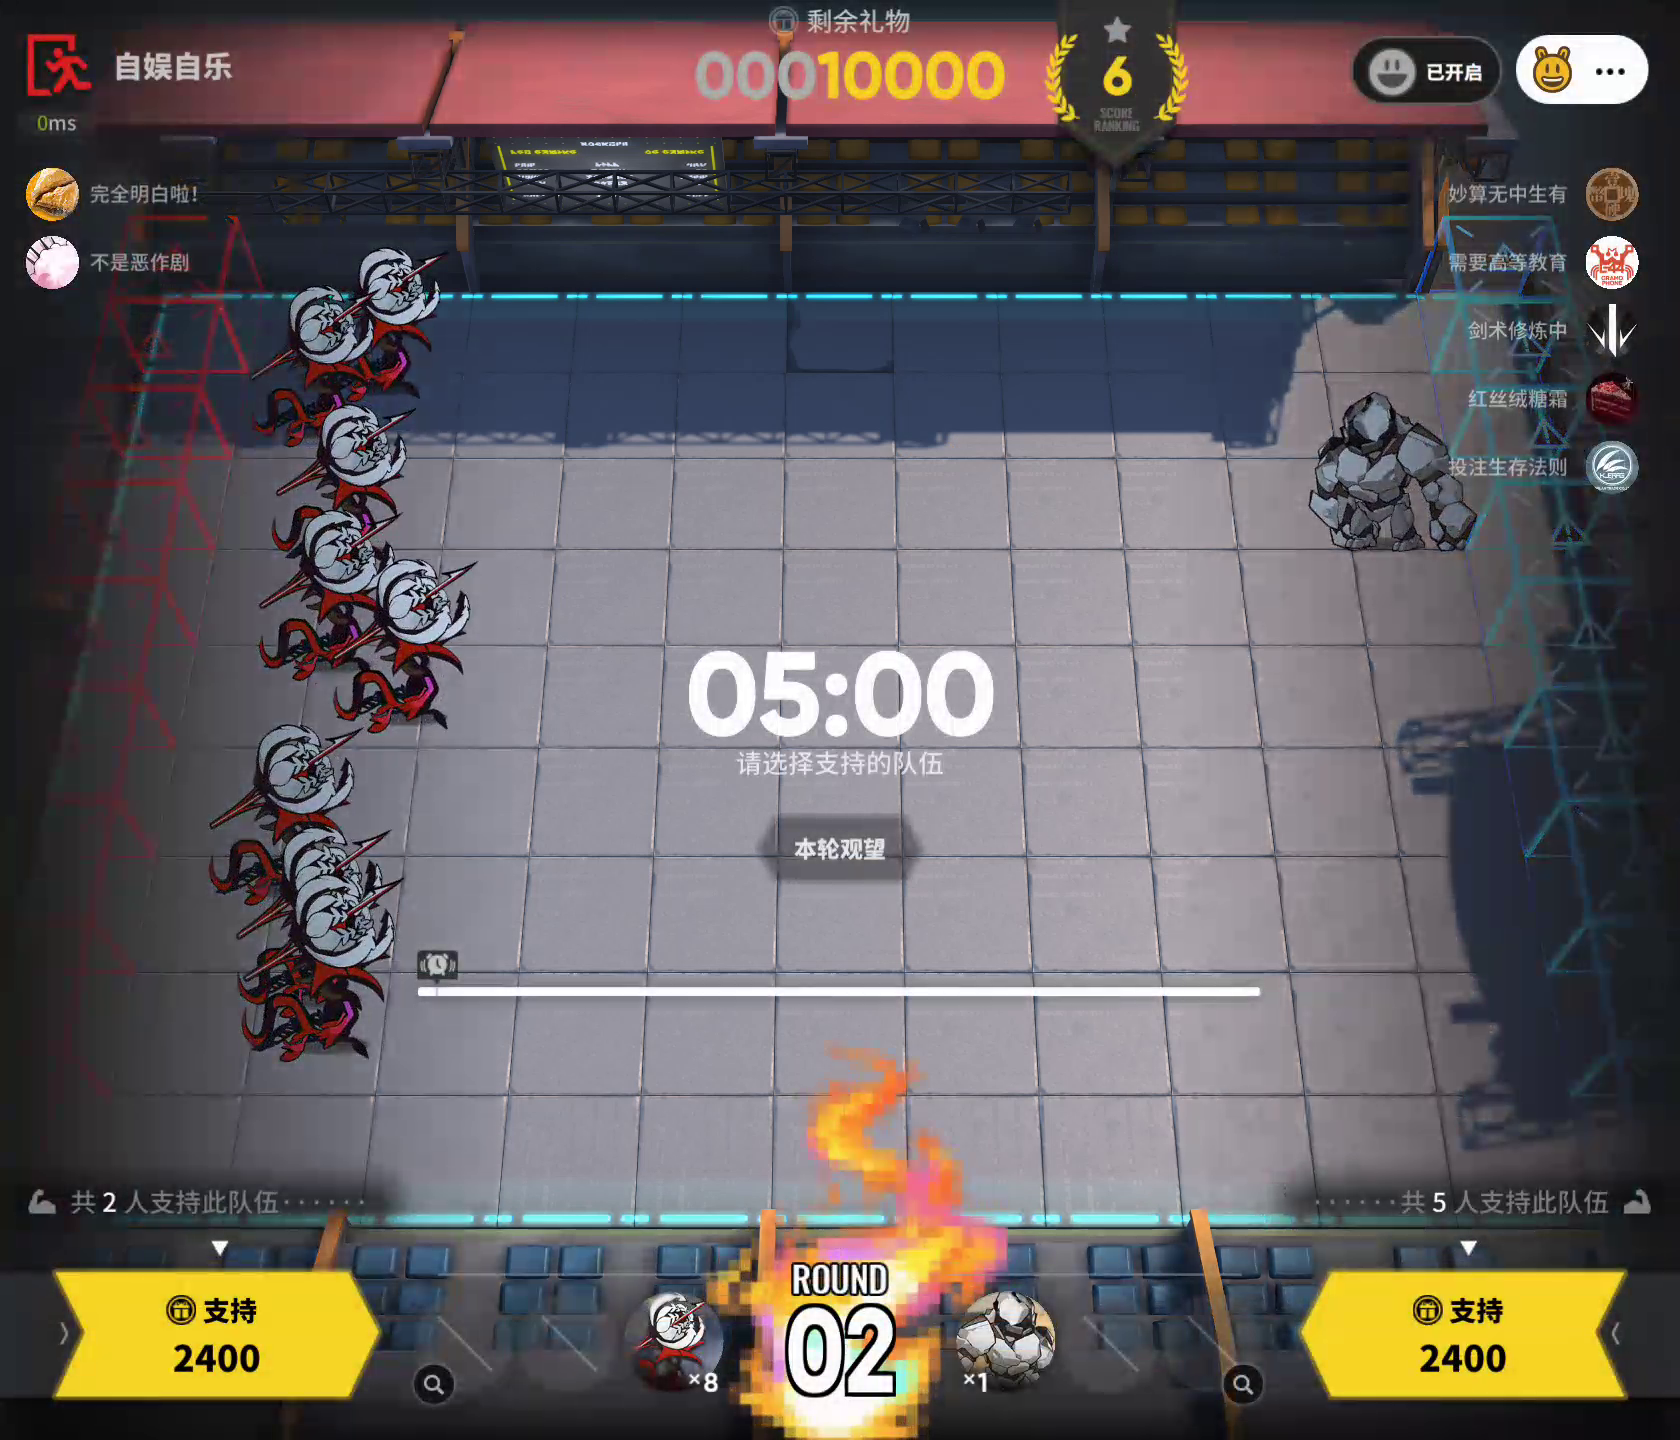 自娱自乐
0ms
剩余礼物
00010000
6
SCORE
RANKING
已开启
完全明白啦!
不是恶作剧
妙算无中生有
需要高等教育
剑术修炼中
红丝绒糖霜
投注生存法则
05:00
请选择支持的队伍
本轮观望
共 2 人支持此队伍
共 5 人支持此队伍
支持
2400
×8
ROUND
02
×1
支持
2400